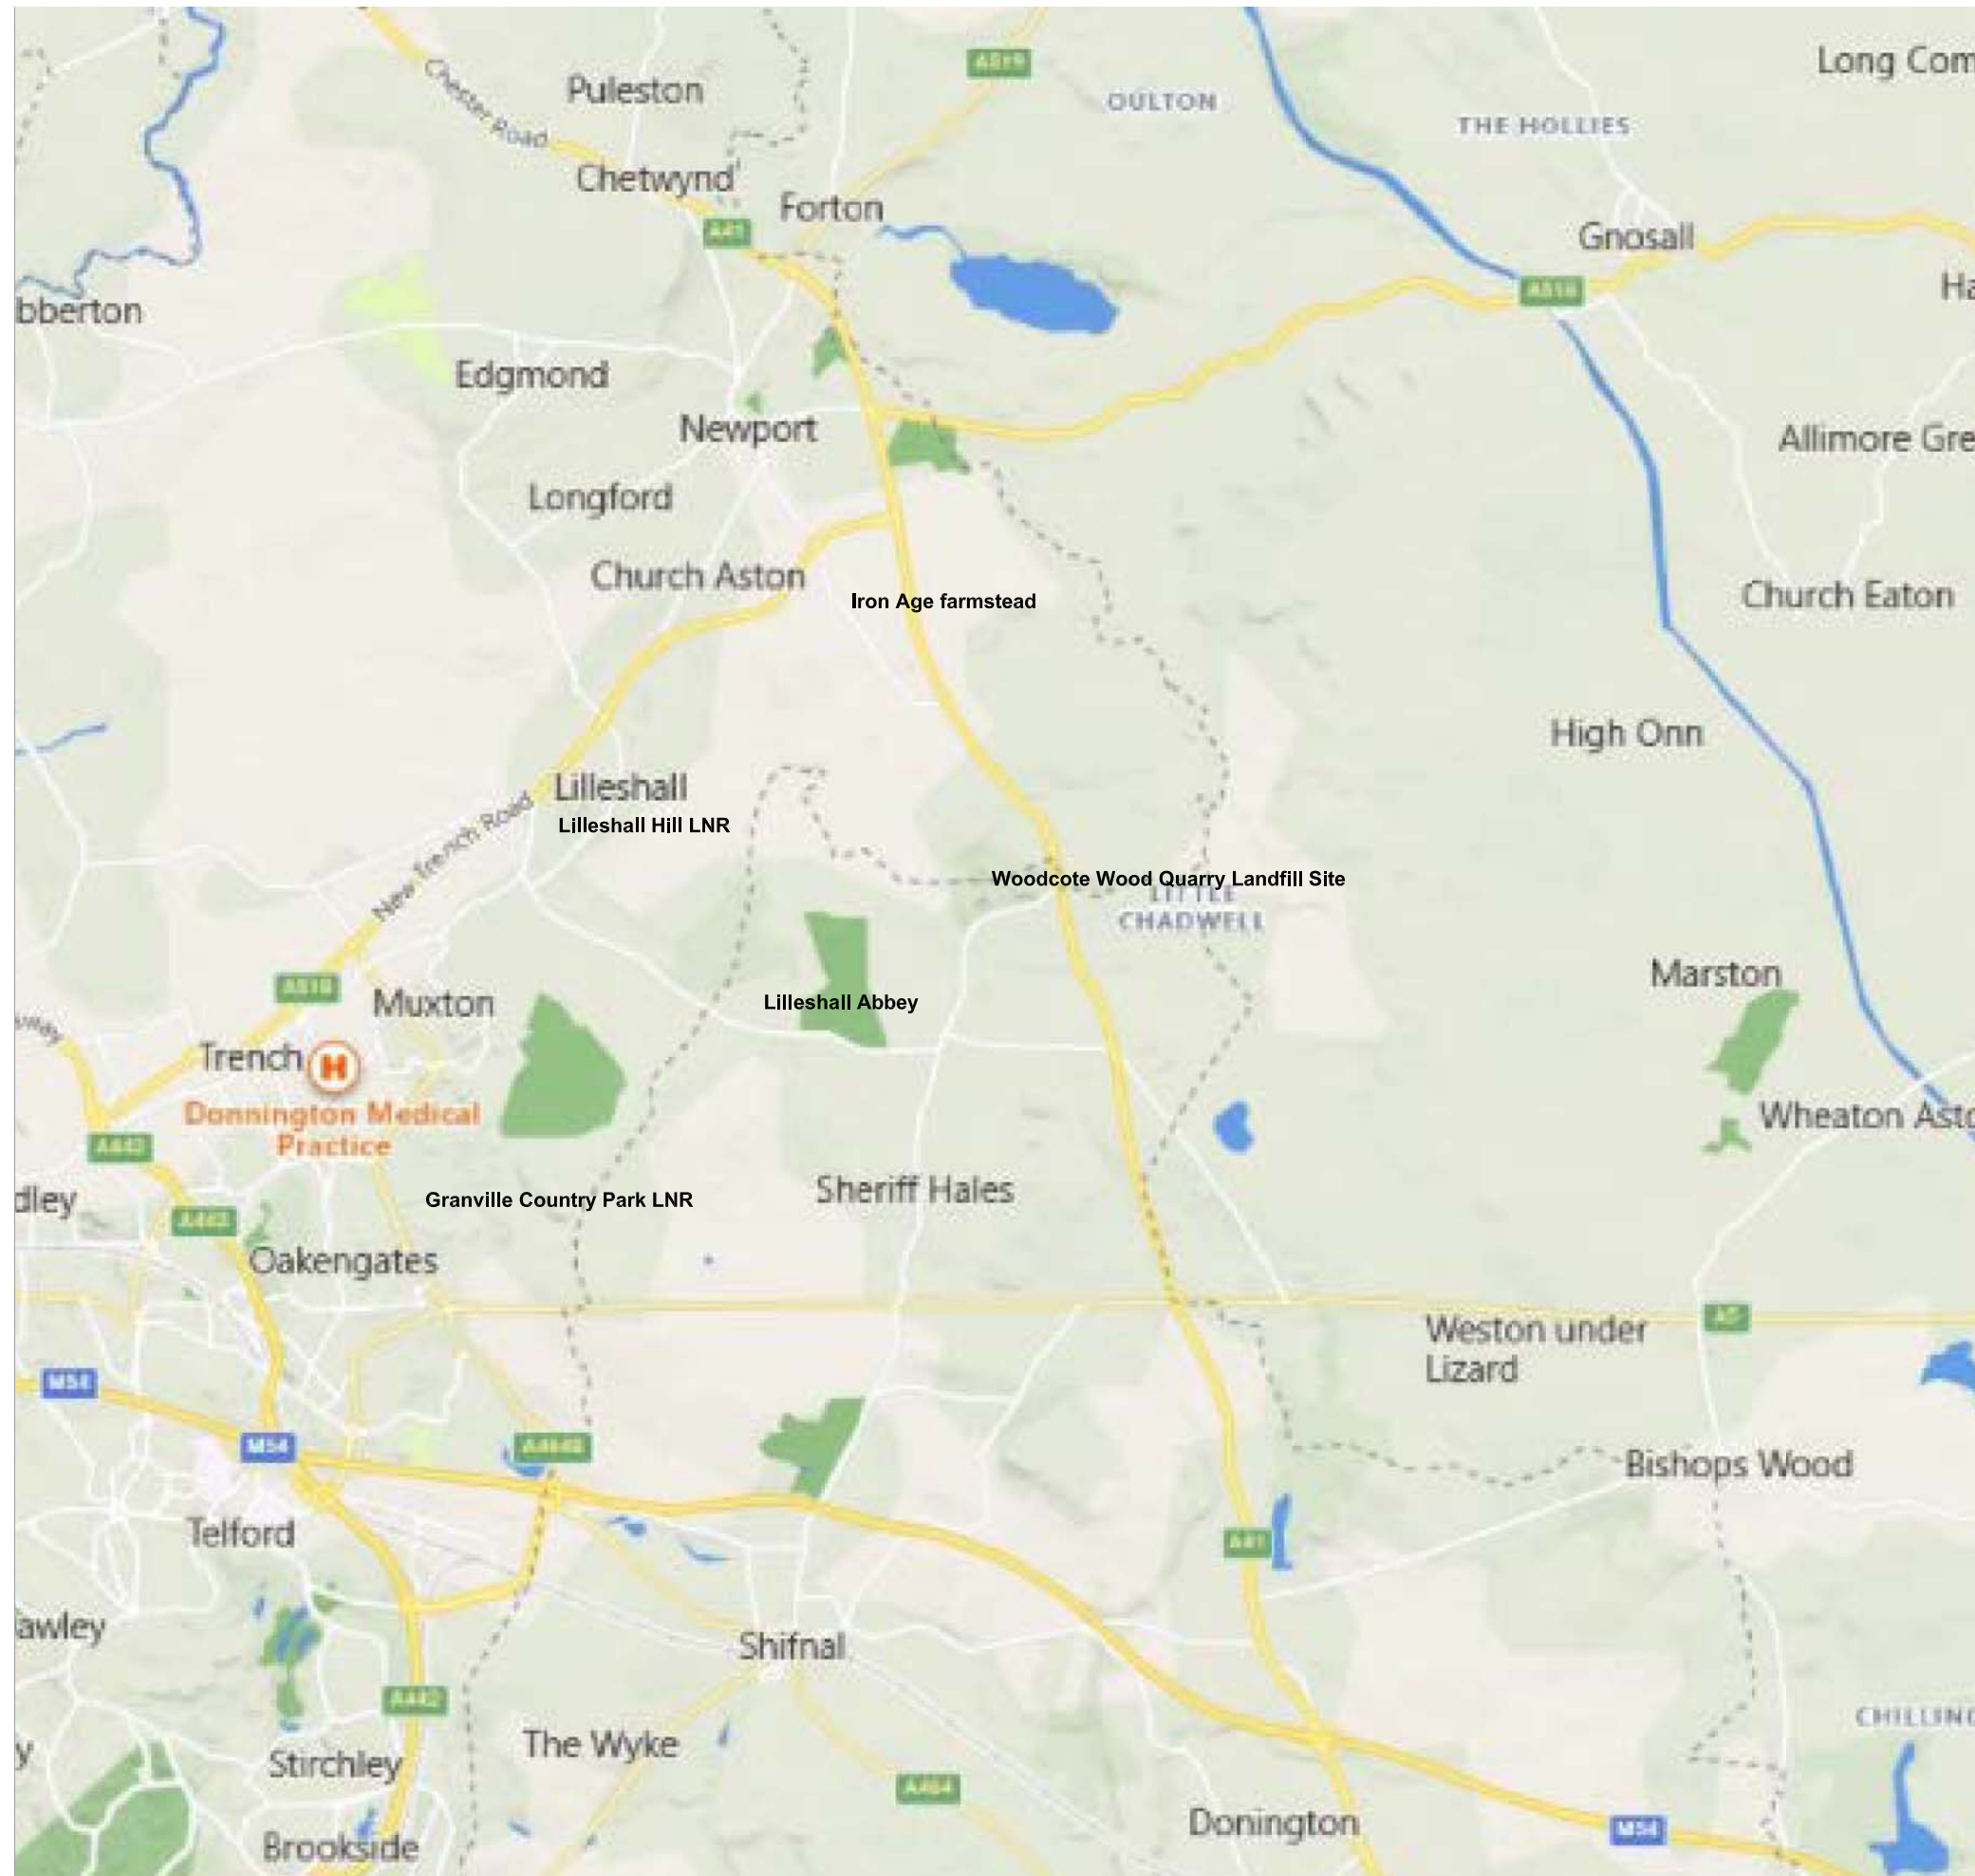 Long Com
A519
Puleston
OULTON
THE HOLLIES
Chester Road
Chetwynd
Forton
A41
Gnosall
A518
Ha
bberton
Edgmond
Newport
Allimore Gre
Longford
Church Aston
Iron Age farmstead
Church Eaton
High Onn
Lilleshall
Lilleshall Hill LNR
New Trench Road
Woodcote Wood Quarry Landfill Site
LITTLE
CHADWELL
Marston
A518
Muxton
Lilleshall Abbey
Trench
H
Donnington Medical
Practice
Wheaton Asto
A442
dley
Granville Country Park LNR
Sheriff Hales
A442
Oakengates
A5
Weston under
Lizard
M54
M54
A4640
Bishops Wood
Telford
A41
awley
Shifnal
A442
CHILLING
y
The Wyke
Stirchley
A464
Donington
M54
Brookside